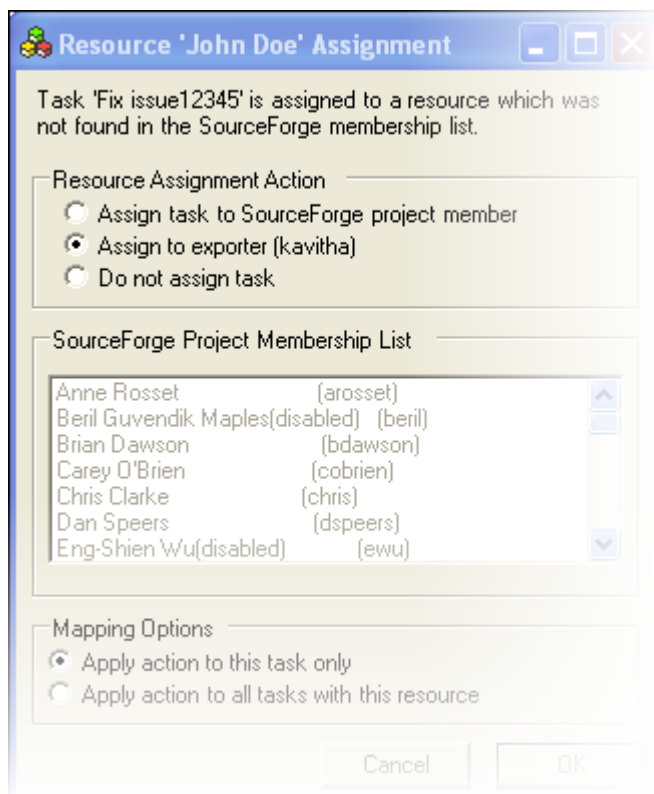 Resource 'John Doe' Assignment
Task 'Fix issue12345' is assigned to a resource which was
not found in the SourceForge membership list.
Resource Assignment Action
Assign task to SourceForge project member
Assign to exporter (kavitha)
Do not assign task
SourceForge Project Membership List
Anne Rosset (arosset)
Beril Guvendik Maples(disabled) (beril)
Brian Dawson (bdawson)
Carey O'Brien (cobrien)
Chris Clarke (chris)
Dan Speers (dspeers)
Eng-Shien Wu(disabled) (ewu)
Mapping Options
Apply action to this task only
Apply action to all tasks with this resource
Cancel OK